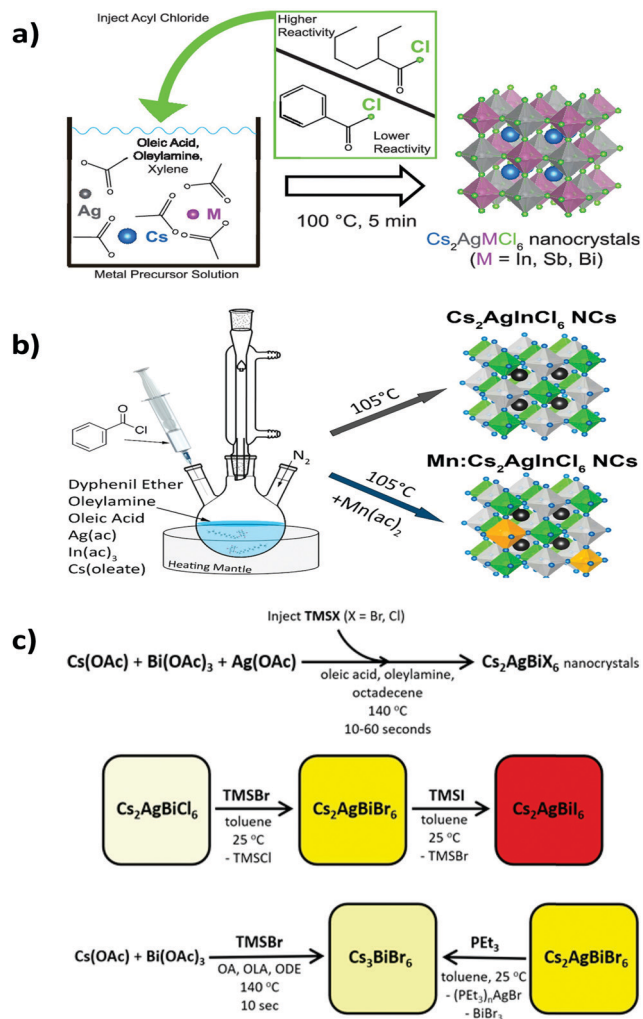 a)
Inject Acyl Chloride
Higher
Reactivity
Cl
O
Cl
O
Lower
Reactivity
Oleic Acid,
Oleylamine,
Xylene
O
O
O
O
Ag
M
Cs
O
O
O
O
O
O
Metal Precursor Solution
100 °C, 5 min
Cs2AgMCl6 nanocrystals
(M = In, Sb, Bi)
b)
O
Cl
N2
Dyphenil Ether
Oleylamine
Oleic Acid
Ag(ac)
In(ac)3
Cs(oleate)
Heating Mantle
105°C
105°C
+Mn(ac)2
Cs2AgInCl6 NCs
Mn:Cs2AgInCl6 NCs
c)
Inject TMSX (X = Br, Cl)
Cs(OAc) + Bi(OAc)3 + Ag(OAc)
Cs2AgBiX6 nanocrystals
oleic acid, oleylamine,
octadecene
140 °C
10-60 seconds
Cs2AgBiCl6
TMSBr
toluene
25 °C
- TMSCl
Cs2AgBiBr6
TMSI
toluene
25 °C
- TMSBr
Cs2AgBiI6
Cs(OAc) + Bi(OAc)3
TMSBr
OA, OLA, ODE
140 °C
10 sec
Cs3BiBr6
PEt3
toluene, 25 °C
- (PEt3)nAgBr
- BiBr3
Cs2AgBiBr6